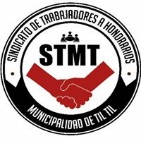 SINDICATO DE TRABAJADORES A HONORARIOS
STMT
MUNICIPALIDAD DE TIL TIL